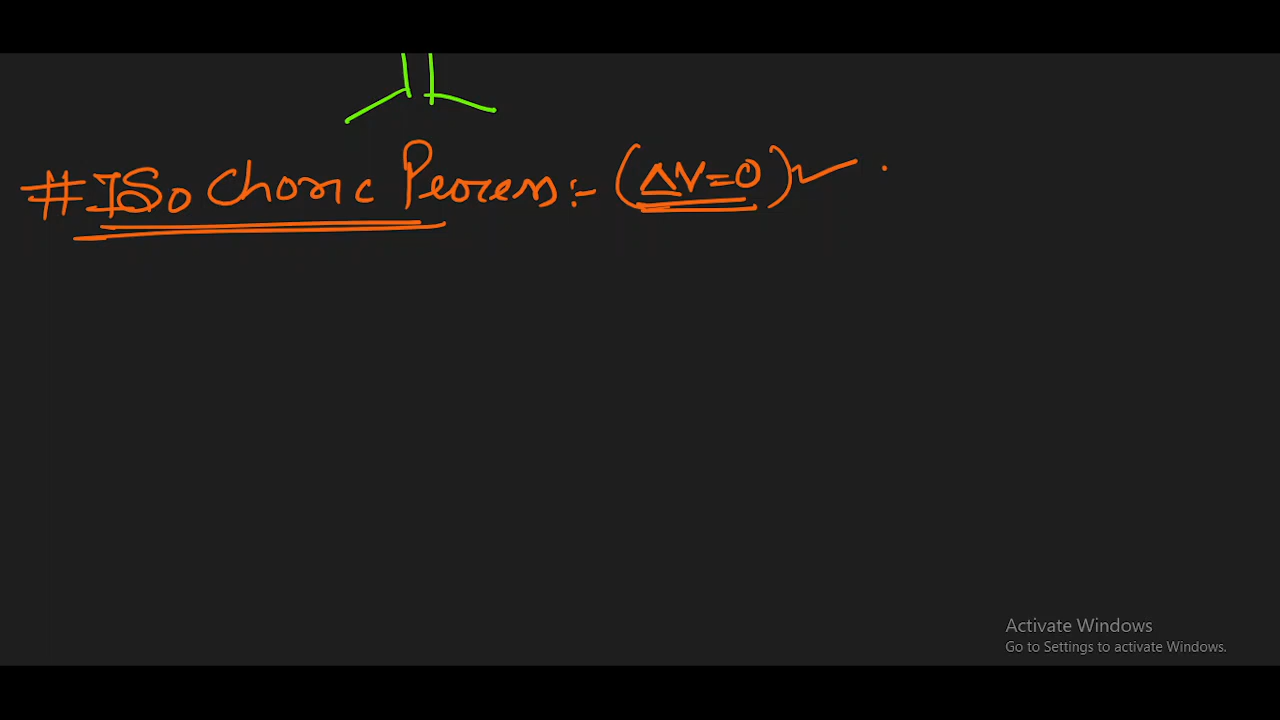 #ISo Choric Process:- (ΔV=0)
Activate Windows
Go to Settings to activate Windows.